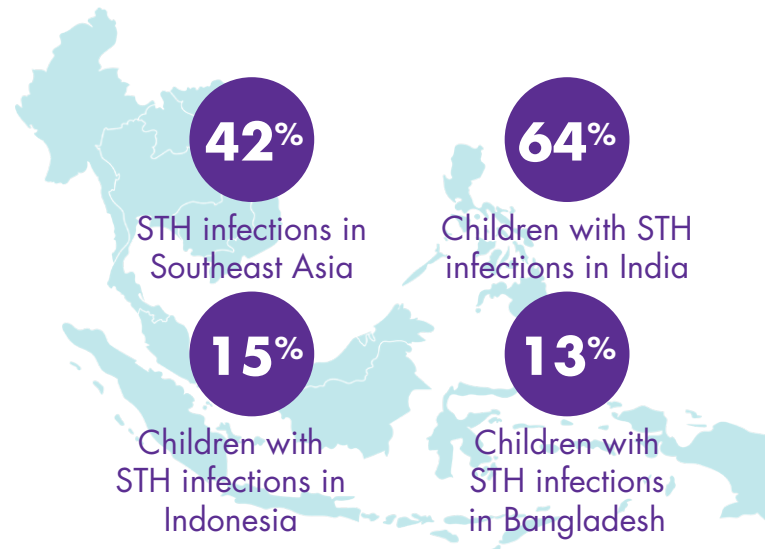 42%
STH infections in
Southeast Asia
64%
Children with STH
infections in India
15%
Children with
STH infections in
Indonesia
13%
Children with
STH infections
in Bangladesh